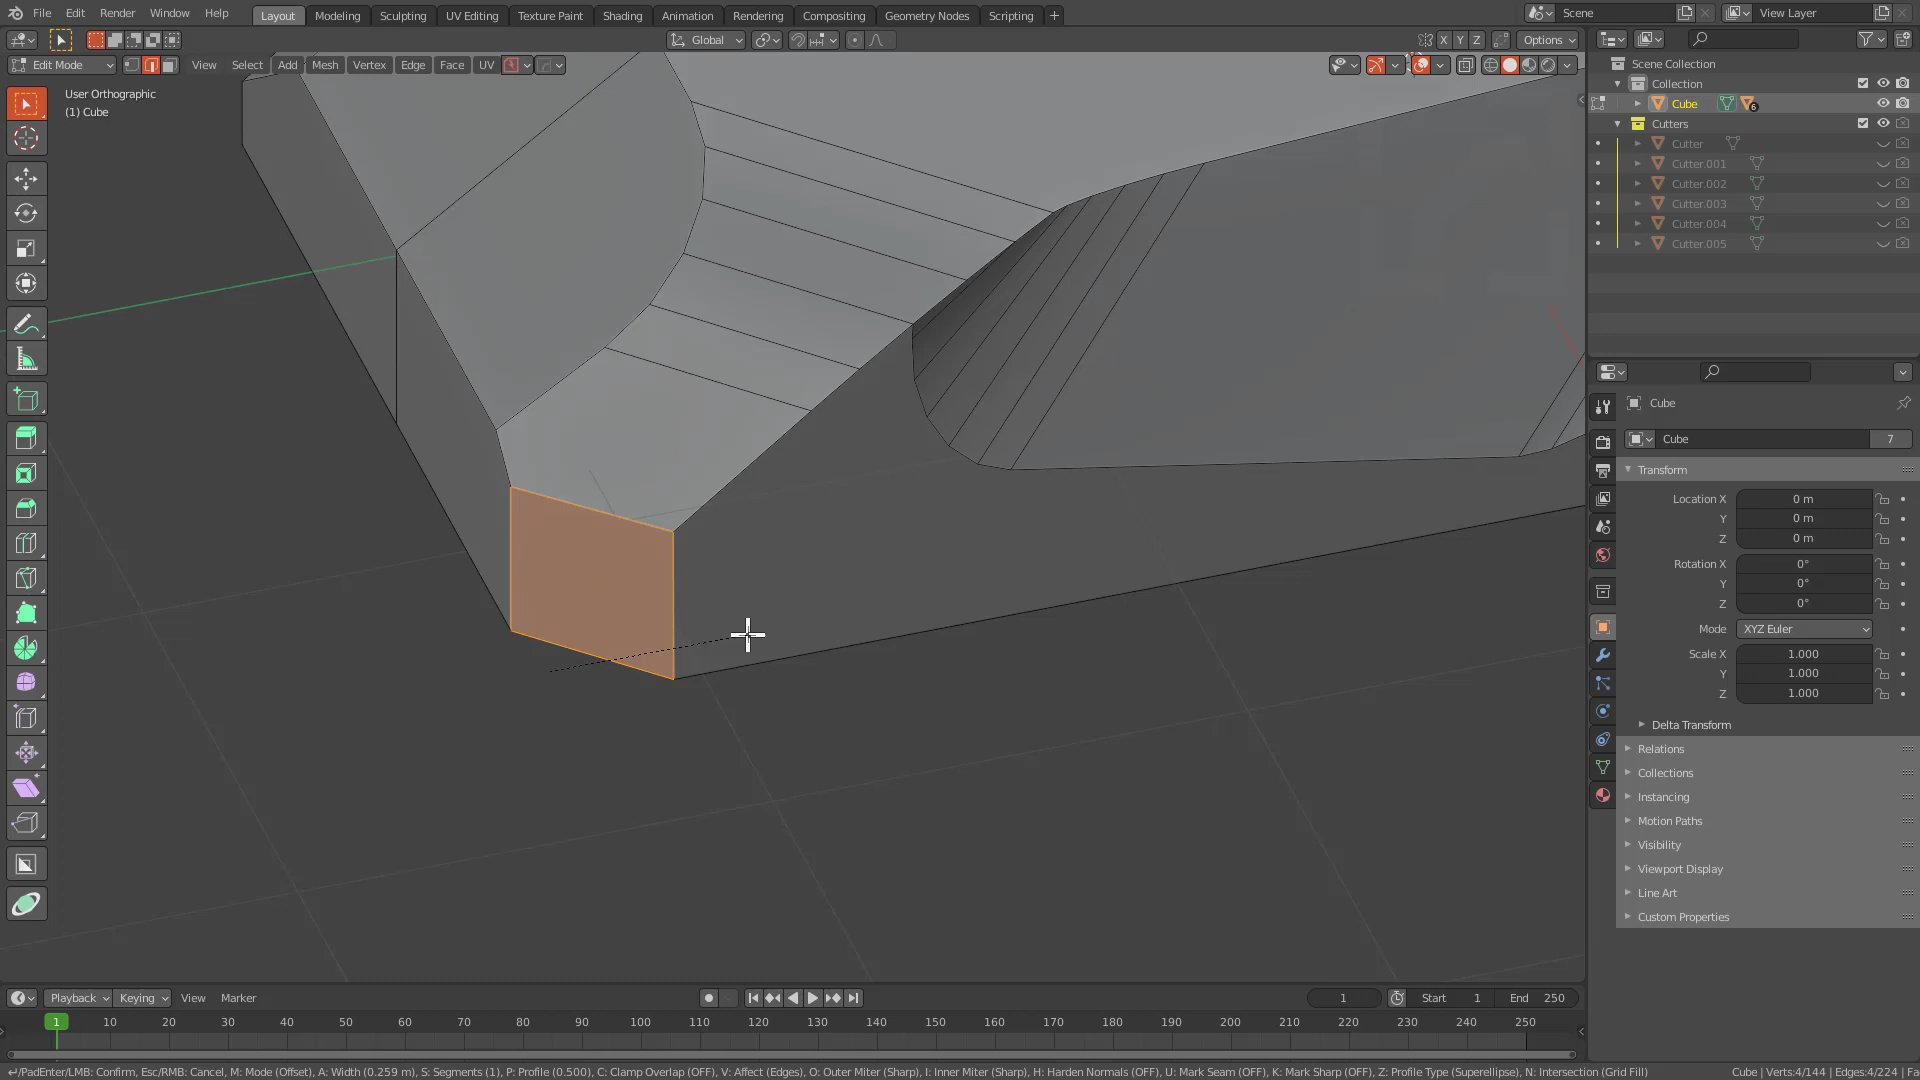 File Edit Render Window Help Layout Modeling Sculpting UV Editing Texture Paint Shading Animation Rendering Compositing Geometry Nodes Scripting + Scene View Layer
Global X Y Z Options
Edit Mode View Select Add Mesh Vertex Edge Face UV
User Orthographic
(1) Cube
Scene Collection
Collection
Cube 6
Cutters
Cutter
Cutter.001
Cutter.002
Cutter.003
Cutter.004
Cutter.005
Cube
Cube 7
Transform
Location X 0 m
Y 0 m
Z 0 m
Rotation X 0°
Y 0°
Z 0°
Mode XYZ Euler
Scale X 1.000
Y 1.000
Z 1.000
Delta Transform
Relations
Collections
Instancing
Motion Paths
Visibility
Viewport Display
Line Art
Custom Properties
Playback Keying View Marker 1 Start 1 End 250
1 10 20 30 40 50 60 70 80 90 100 110 120 130 140 150 160 170 180 190 200 210 220 230 240 250
↵/PadEnter/LMB: Confirm, Esc/RMB: Cancel, M: Mode (Offset), A: Width (0.259 m), S: Segments (1), P: Profile (0.500), C: Clamp Overlap (OFF), V: Affect (Edges), O: Outer Miter (Sharp), I: Inner Miter (Sharp), H: Harden Normals (OFF), U: Mark Seam (OFF), K: Mark Sharp (OFF), Z: Profile Type (Superellipse), N: Intersection (Grid Fill) Cube | Verts:4/144 | Edges:4/224 | Fa